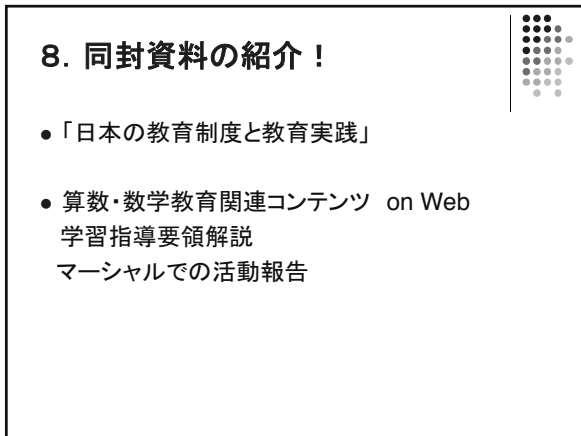 ８．同封資料の紹介！
● 「日本の教育制度と教育実践」
● 算数・数学教育関連コンテンツ　on Web
学習指導要領解説
マーシャルでの活動報告